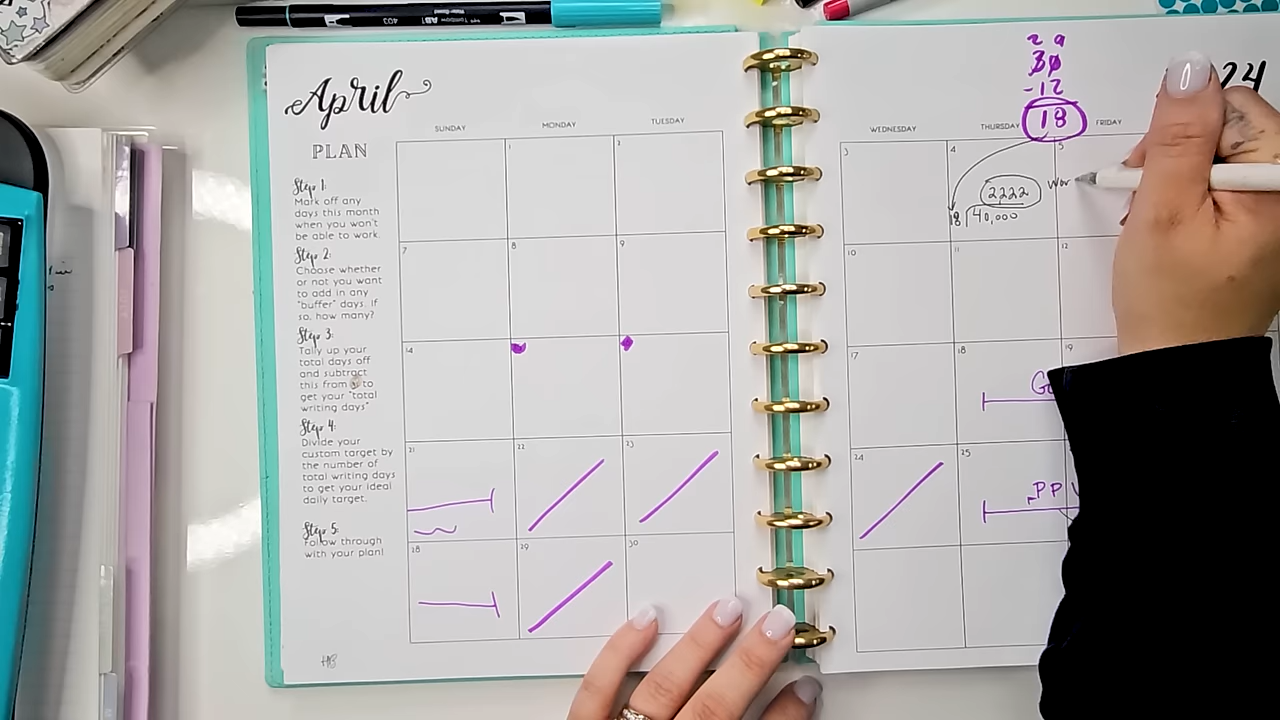 Tombow AB.T
403
April
24
29
30
-12
18
SUNDAY
MONDAY
TUESDAY
WEDNESDAY
THURSDAY
FRIDAY
PLAN
Step 1:
Mark off any
days this month
when you won't
be able to work.
Step 2:
Choose whether
or not you want
to add in any
"buffer" days. If
so, how many?
Step 3:
Tally up your
total days off
and subtract
this from to
get your "total
writing days"
Step 4:
Divide your
custom target by
the number of
total writing days
to get your ideal
daily target.
Step 5:
Follow through
with your plan!
1
2
3
4
5
2222
wor
18 40,000
7
8
9
10
11
12
14
17
18
19
21
22
23
24
25
PP
28
29
30
HB